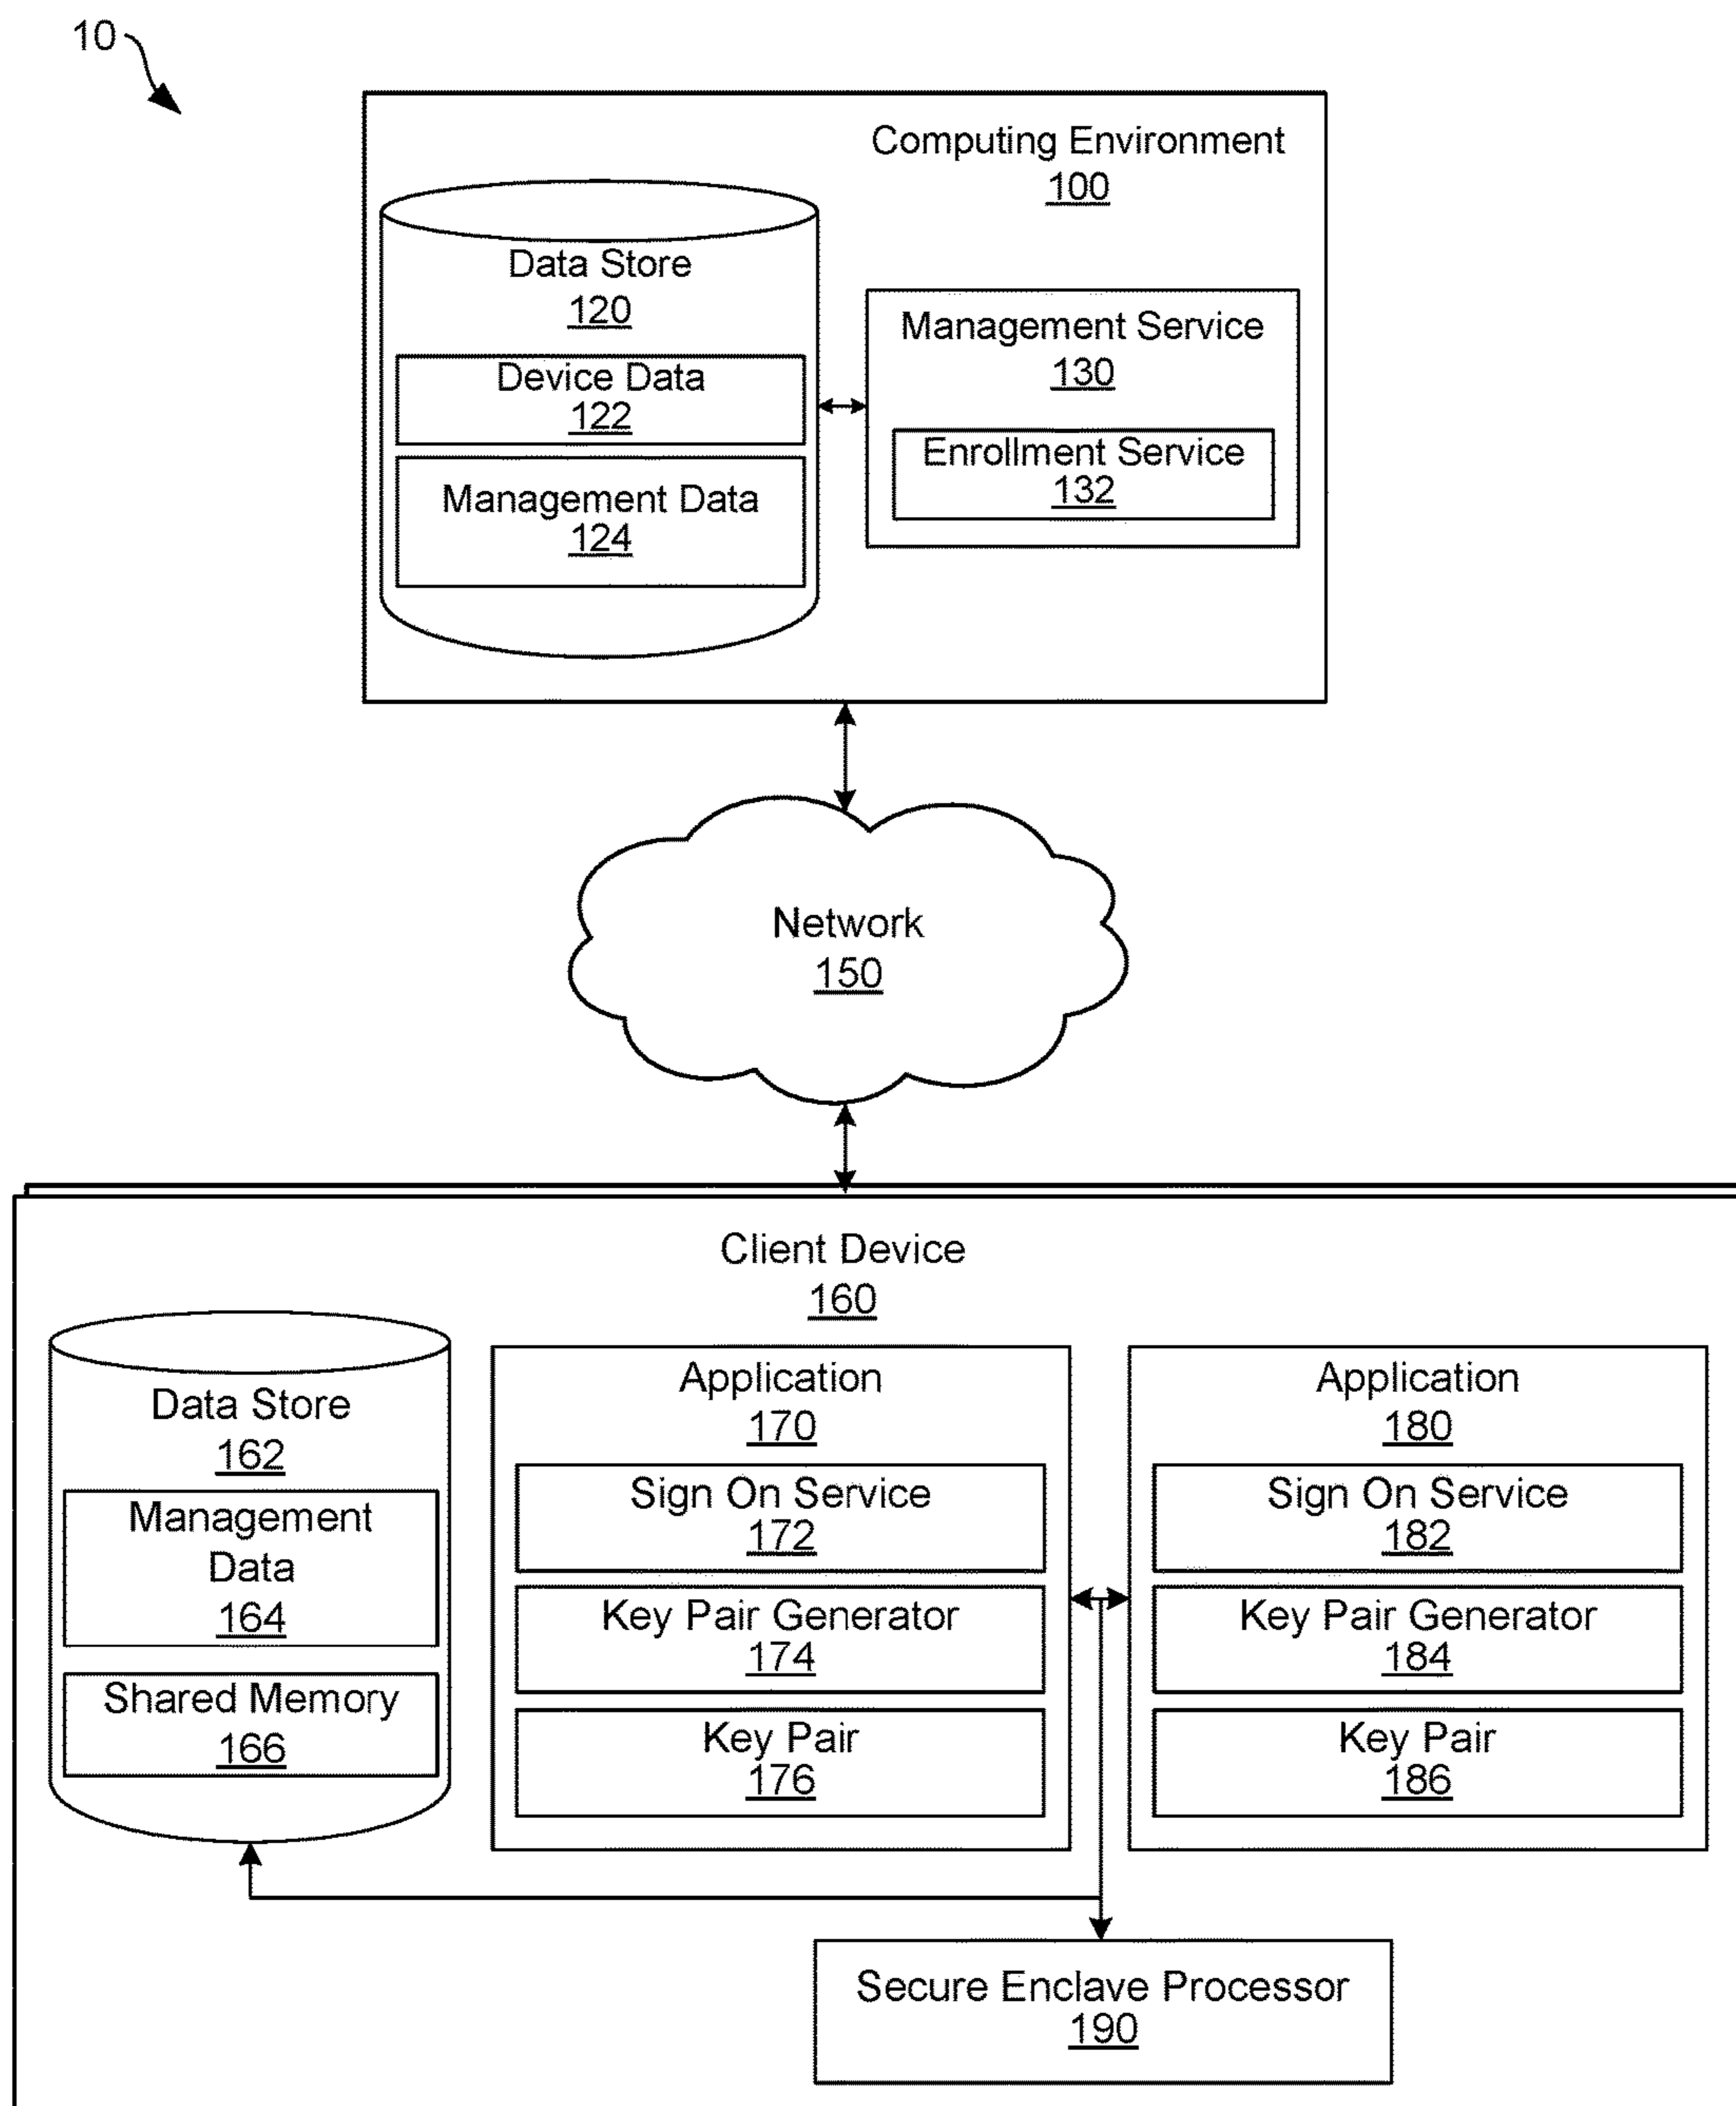 10
Computing Environment
100
Data Store
120
Device Data
122
Management Data
124
Management Service
130
Enrollment Service
132
Network
150
Client Device
160
Data Store
162
Management
Data
164
Shared Memory
166
Application
170
Sign On Service
172
Key Pair Generator
174
Key Pair
176
Application
180
Sign On Service
182
Key Pair Generator
184
Key Pair
186
Secure Enclave Processor
190